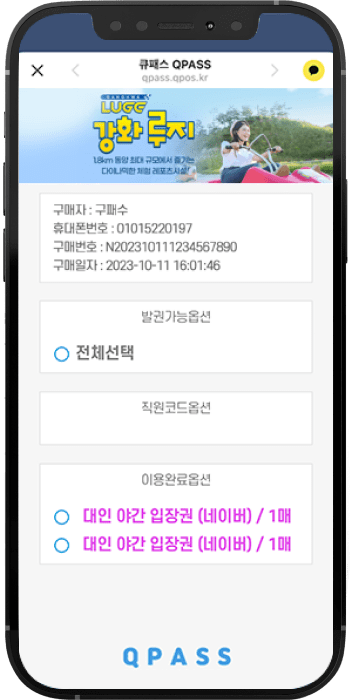 큐패스 QPASS
qpass.qpos.kr
GANGHWA
LUGE
강화 루지
1.8km 동양 최대 규모에서 즐기는
다이나믹한 체험 레포츠시설!
구매자 : 구패수
휴대폰번호 : 01015220197
구매번호 : N202310111234567890
구매일자 : 2023-10-11 16:01:46
발권가능옵션
전체선택
직원코드옵션
이용완료옵션
대인 야간 입장권 (네이버) / 1매
대인 야간 입장권 (네이버) / 1매
QPASS